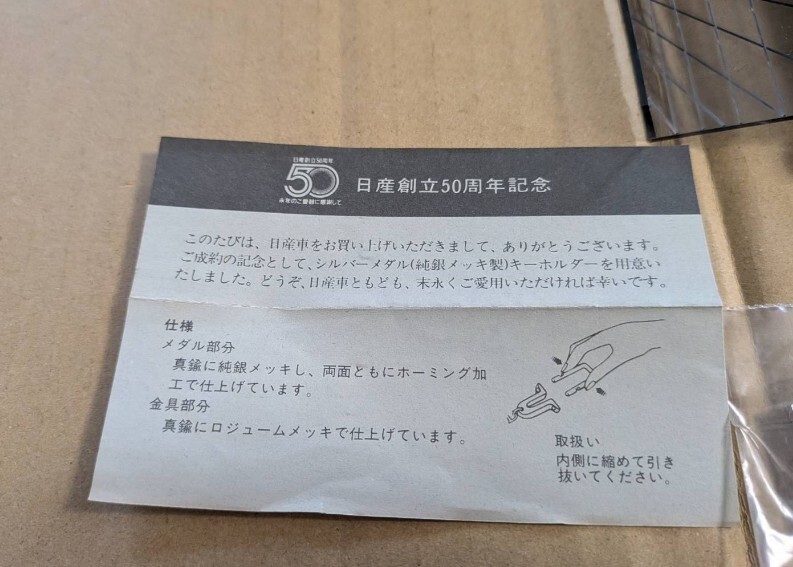 日産創立50周年
50
永年のご愛顧に感謝して
日産創立50周年記念
このたびは、日産車をお買い上げいただきまして、ありがとうございます。
ご成約の記念として、シルバーメダル(純銀メッキ製)キーホルダーを用意い
たしました。どうぞ、日産車ともども、末永くご愛用いただければ幸いです。
仕様
メダル部分
真鍮に純銀メッキし、両面ともにホーミング加
工で仕上げています。
金具部分
真鍮にロジュームメッキで仕上げています。
取扱い
内側に縮めて引き
抜いてください。